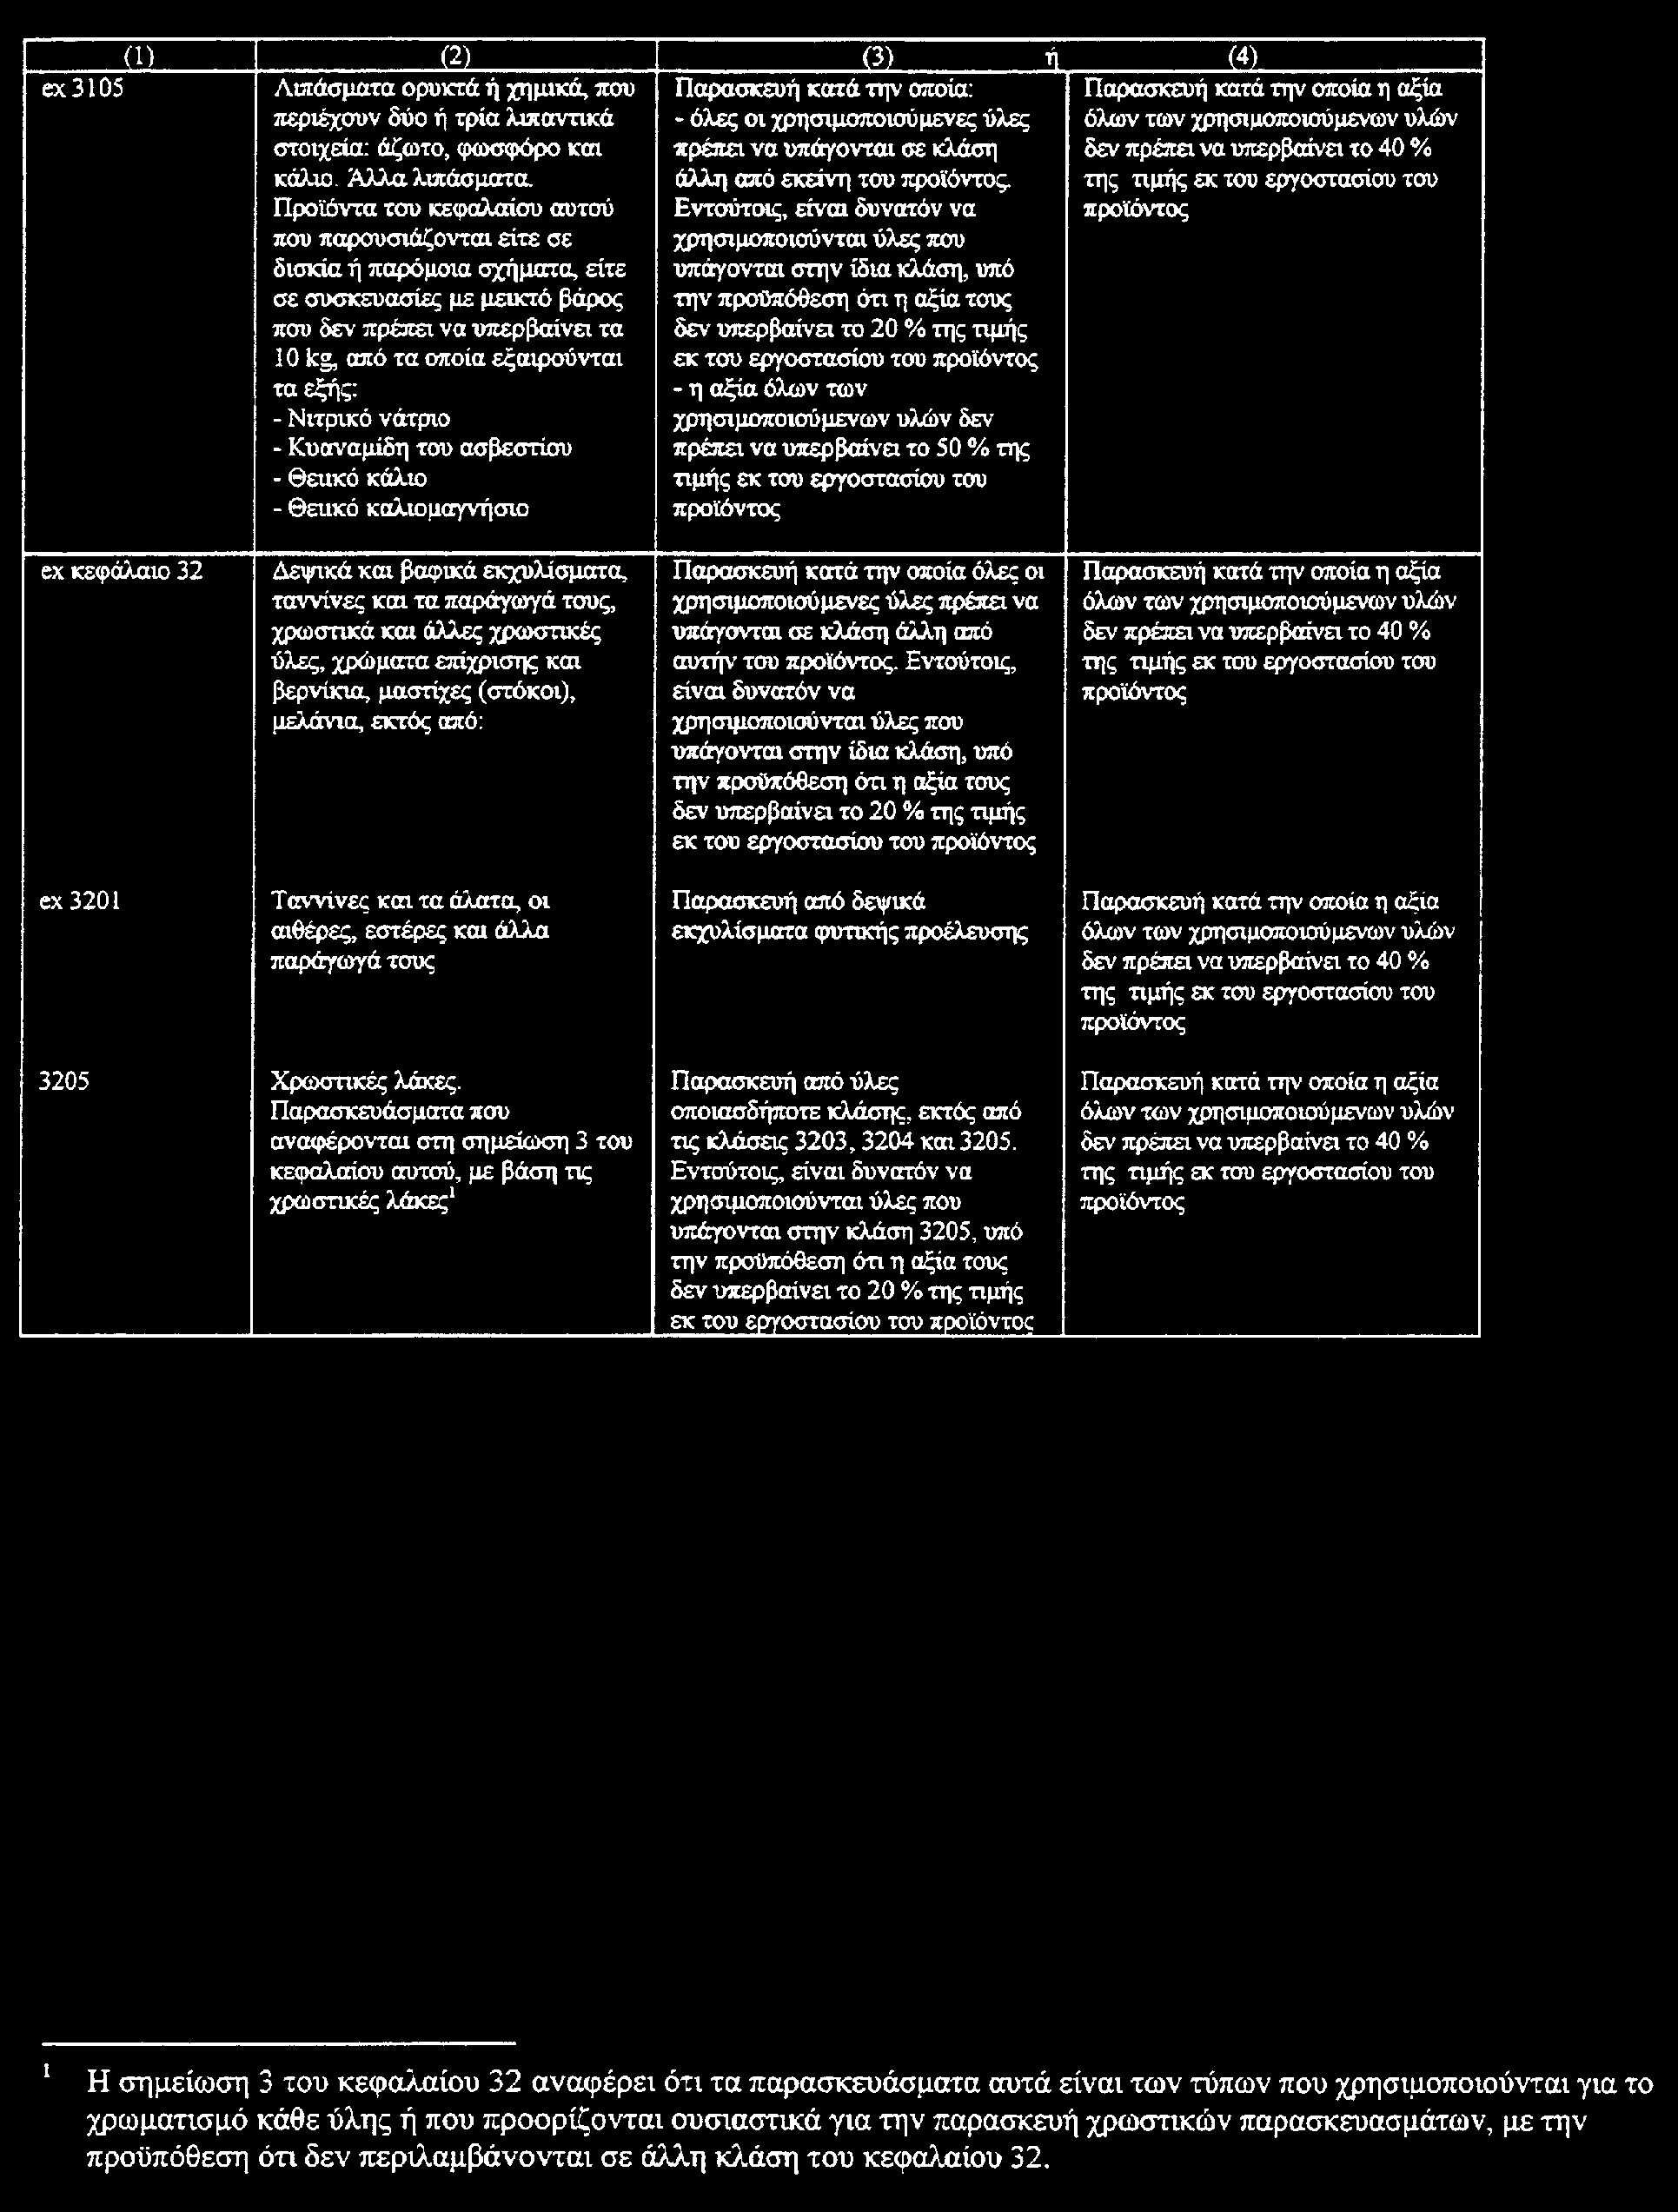 (1) (2) (3) ή (4)
ex 3105
Λιπάσματα ορυκτά ή χημικά, που
περιέχουν δύο ή τρία λιπαντικά
στοιχεία: άζωτο, φωσφόρο και
κάλιο. Άλλα λιπάσματα.
Προϊόντα του κεφαλαίου αυτού
που παρουσιάζονται είτε σε
δισκία ή παρόμοια σχήματα, είτε
σε συσκευασίες με μεικτό βάρος
που δεν πρέπει να υπερβαίνει τα
10 kg, από τα οποία εξαιρούνται
τα εξής:
- Νιτρικό νάτριο
- Κυαναμίδη του ασβεστίου
- Θειικό κάλιο
- Θειικό καλιομαγνήσιο
Παρασκευή κατά την οποία:
- όλες οι χρησιμοποιούμενες ύλες
πρέπει να υπάγονται σε κλάση
άλλη από εκείνη του προϊόντος.
Εντούτοις, είναι δυνατόν να
χρησιμοποιούνται ύλες που
υπάγονται στην ίδια κλάση, υπό
την προϋπόθεση ότι η αξία τους
δεν υπερβαίνει το 20 % της τιμής
εκ του εργοστασίου του προϊόντος
- η αξία όλων των
χρησιμοποιούμενων υλών δεν
πρέπει να υπερβαίνει το 50 % της
τιμής εκ του εργοστασίου του
προϊόντος
Παρασκευή κατά την οποία η αξία
όλων των χρησιμοποιούμενων υλών
δεν πρέπει να υπερβαίνει το 40 %
της τιμής εκ του εργοστασίου του
προϊόντος
ex κεφάλαιο 32
Δεψικά και βαφικά εκχυλίσματα,
ταννίνες και τα παράγωγά τους,
χρωστικά και άλλες χρωστικές
ύλες, χρώματα επίχρισης και
βερνίκια, μαστίχες (στόκοι),
μελάνια, εκτός από:
Παρασκευή κατά την οποία όλες οι
χρησιμοποιούμενες ύλες πρέπει να
υπάγονται σε κλάση άλλη από
αυτήν του προϊόντος. Εντούτοις,
είναι δυνατόν να
χρησιμοποιούνται ύλες που
υπάγονται στην ίδια κλάση, υπό
την προϋπόθεση ότι η αξία τους
δεν υπερβαίνει το 20 % της τιμής
εκ του εργοστασίου του προϊόντος
Παρασκευή κατά την οποία η αξία
όλων των χρησιμοποιούμενων υλών
δεν πρέπει να υπερβαίνει το 40 %
της τιμής εκ του εργοστασίου του
προϊόντος
ex 3201
Ταννίνες και τα άλατα, οι
αιθέρες, εστέρες και άλλα
παράγωγά τους
Παρασκευή από δεψικά
εκχυλίσματα φυτικής προέλευσης
Παρασκευή κατά την οποία η αξία
όλων των χρησιμοποιούμενων υλών
δεν πρέπει να υπερβαίνει το 40 %
της τιμής εκ του εργοστασίου του
προϊόντος
3205
Χρωστικές λάκες.
Παρασκευάσματα που
αναφέρονται στη σημείωση 3 του
κεφαλαίου αυτού, με βάση τις
χρωστικές λάκες¹
Παρασκευή από ύλες
οποιασδήποτε κλάσης, εκτός από
τις κλάσεις 3203, 3204 και 3205.
Εντούτοις, είναι δυνατόν να
χρησιμοποιούνται ύλες που
υπάγονται στην κλάση 3205, υπό
την προϋπόθεση ότι η αξία τους
δεν υπερβαίνει το 20 % της τιμής
εκ του εργοστασίου του προϊόντος
Παρασκευή κατά την οποία η αξία
όλων των χρησιμοποιούμενων υλών
δεν πρέπει να υπερβαίνει το 40 %
της τιμής εκ του εργοστασίου του
προϊόντος
¹ Η σημείωση 3 του κεφαλαίου 32 αναφέρει ότι τα παρασκευάσματα αυτά είναι των τύπων που χρησιμοποιούνται για το
χρωματισμό κάθε ύλης ή που προορίζονται ουσιαστικά για την παρασκευή χρωστικών παρασκευασμάτων, με την
προϋπόθεση ότι δεν περιλαμβάνονται σε άλλη κλάση του κεφαλαίου 32.